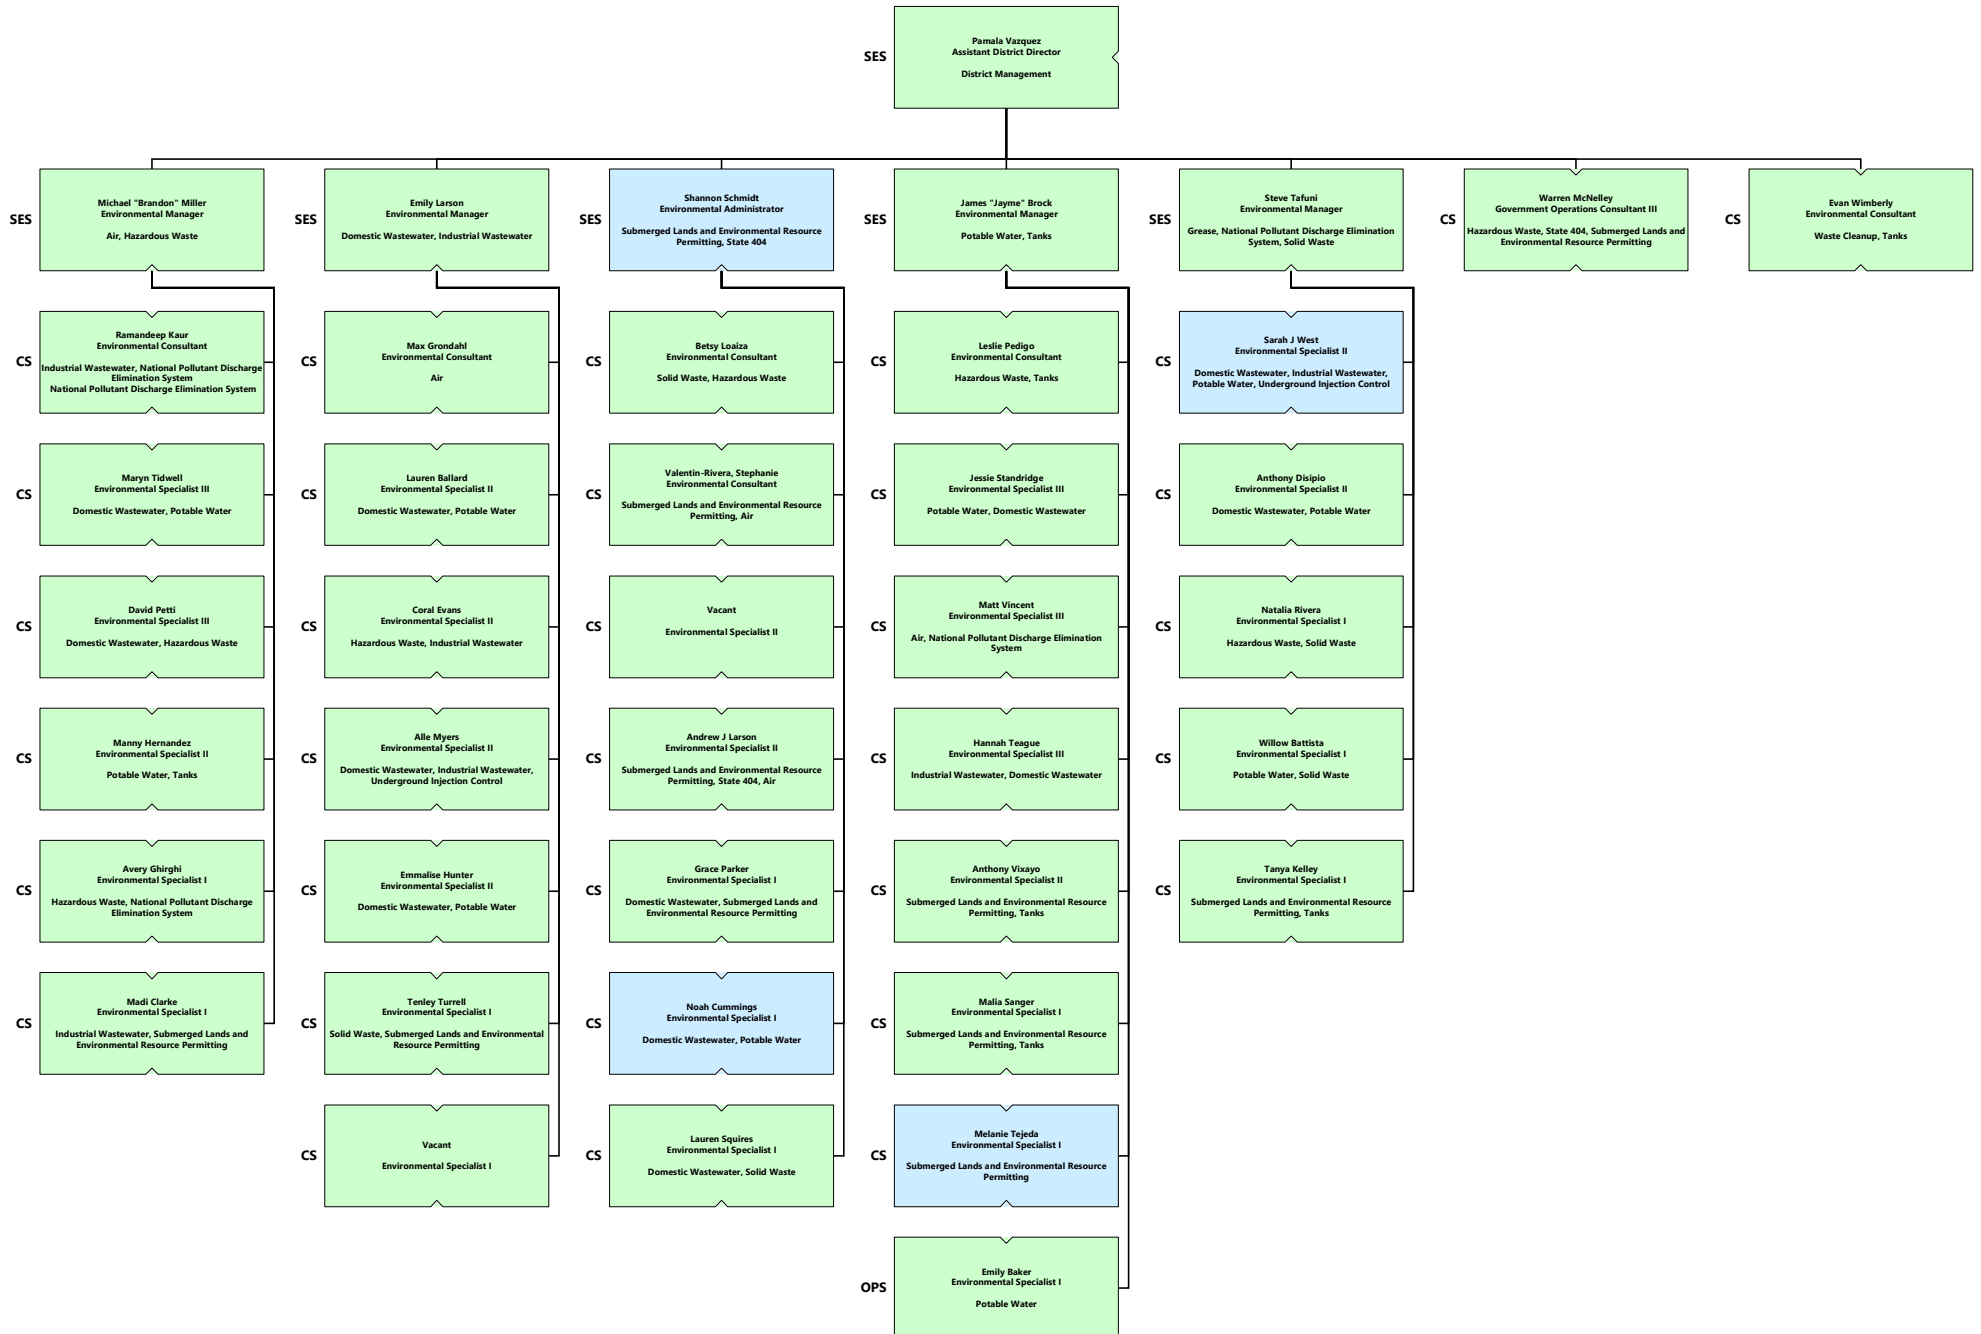 SES
Pamala Vazquez
Assistant District Director
District Management
SES
Michael "Brandon" Miller
Environmental Manager
Air, Hazardous Waste
SES
Emily Larson
Environmental Manager
Domestic Wastewater, Industrial Wastewater
SES
Shannon Schmidt
Environmental Administrator
Submerged Lands and Environmental Resource
Permitting, State 404
SES
James "Jayme" Brock
Environmental Manager
Potable Water, Tanks
SES
Steve Tafuni
Environmental Manager
Grease, National Pollutant Discharge Elimination
System, Solid Waste
CS
Warren McNelley
Government Operations Consultant III
Hazardous Waste, State 404, Submerged Lands and
Environmental Resource Permitting
CS
Evan Wimberly
Environmental Consultant
Waste Cleanup, Tanks
CS
Ramandeep Kaur
Environmental Consultant
Industrial Wastewater, National Pollutant Discharge
Elimination System
National Pollutant Discharge Elimination System
CS
Max Grondahl
Environmental Consultant
Air
CS
Betsy Loaiza
Environmental Consultant
Solid Waste, Hazardous Waste
CS
Leslie Pedigo
Environmental Consultant
Hazardous Waste, Tanks
CS
Sarah J West
Environmental Specialist II
Domestic Wastewater, Industrial Wastewater,
Potable Water, Underground Injection Control
CS
Maryn Tidwell
Environmental Specialist III
Domestic Wastewater, Potable Water
CS
Lauren Ballard
Environmental Specialist II
Domestic Wastewater, Potable Water
CS
Valentin-Rivera, Stephanie
Environmental Consultant
Submerged Lands and Environmental Resource
Permitting, Air
CS
Jessie Standridge
Environmental Specialist III
Potable Water, Domestic Wastewater
CS
Anthony Disipio
Environmental Specialist II
Domestic Wastewater, Potable Water
CS
David Petti
Environmental Specialist III
Domestic Wastewater, Hazardous Waste
CS
Coral Evans
Environmental Specialist II
Hazardous Waste, Industrial Wastewater
CS
Vacant
Environmental Specialist II
CS
Matt Vincent
Environmental Specialist III
Air, National Pollutant Discharge Elimination
System
CS
Natalia Rivera
Environmental Specialist I
Hazardous Waste, Solid Waste
CS
Manny Hernandez
Environmental Specialist II
Potable Water, Tanks
CS
Alle Myers
Environmental Specialist II
Domestic Wastewater, Industrial Wastewater,
Underground Injection Control
CS
Andrew J Larson
Environmental Specialist II
Submerged Lands and Environmental Resource
Permitting, State 404, Air
CS
Hannah Teague
Environmental Specialist III
Industrial Wastewater, Domestic Wastewater
CS
Willow Battista
Environmental Specialist I
Potable Water, Solid Waste
CS
Avery Ghirghi
Environmental Specialist I
Hazardous Waste, National Pollutant Discharge
Elimination System
CS
Emmalise Hunter
Environmental Specialist II
Domestic Wastewater, Potable Water
CS
Grace Parker
Environmental Specialist I
Domestic Wastewater, Submerged Lands and
Environmental Resource Permitting
CS
Anthony Vixayo
Environmental Specialist II
Submerged Lands and Environmental Resource
Permitting, Tanks
CS
Tanya Kelley
Environmental Specialist I
Submerged Lands and Environmental Resource
Permitting, Tanks
CS
Madi Clarke
Environmental Specialist I
Industrial Wastewater, Submerged Lands and
Environmental Resource Permitting
CS
Tenley Turrell
Environmental Specialist I
Solid Waste, Submerged Lands and Environmental
Resource Permitting
CS
Noah Cummings
Environmental Specialist I
Domestic Wastewater, Potable Water
CS
Malia Sanger
Environmental Specialist I
Submerged Lands and Environmental Resource
Permitting, Tanks
CS
Vacant
Environmental Specialist I
CS
Lauren Squires
Environmental Specialist I
Domestic Wastewater, Solid Waste
CS
Melanie Tejeda
Environmental Specialist I
Submerged Lands and Environmental Resource
Permitting
OPS
Emily Baker
Environmental Specialist I
Potable Water